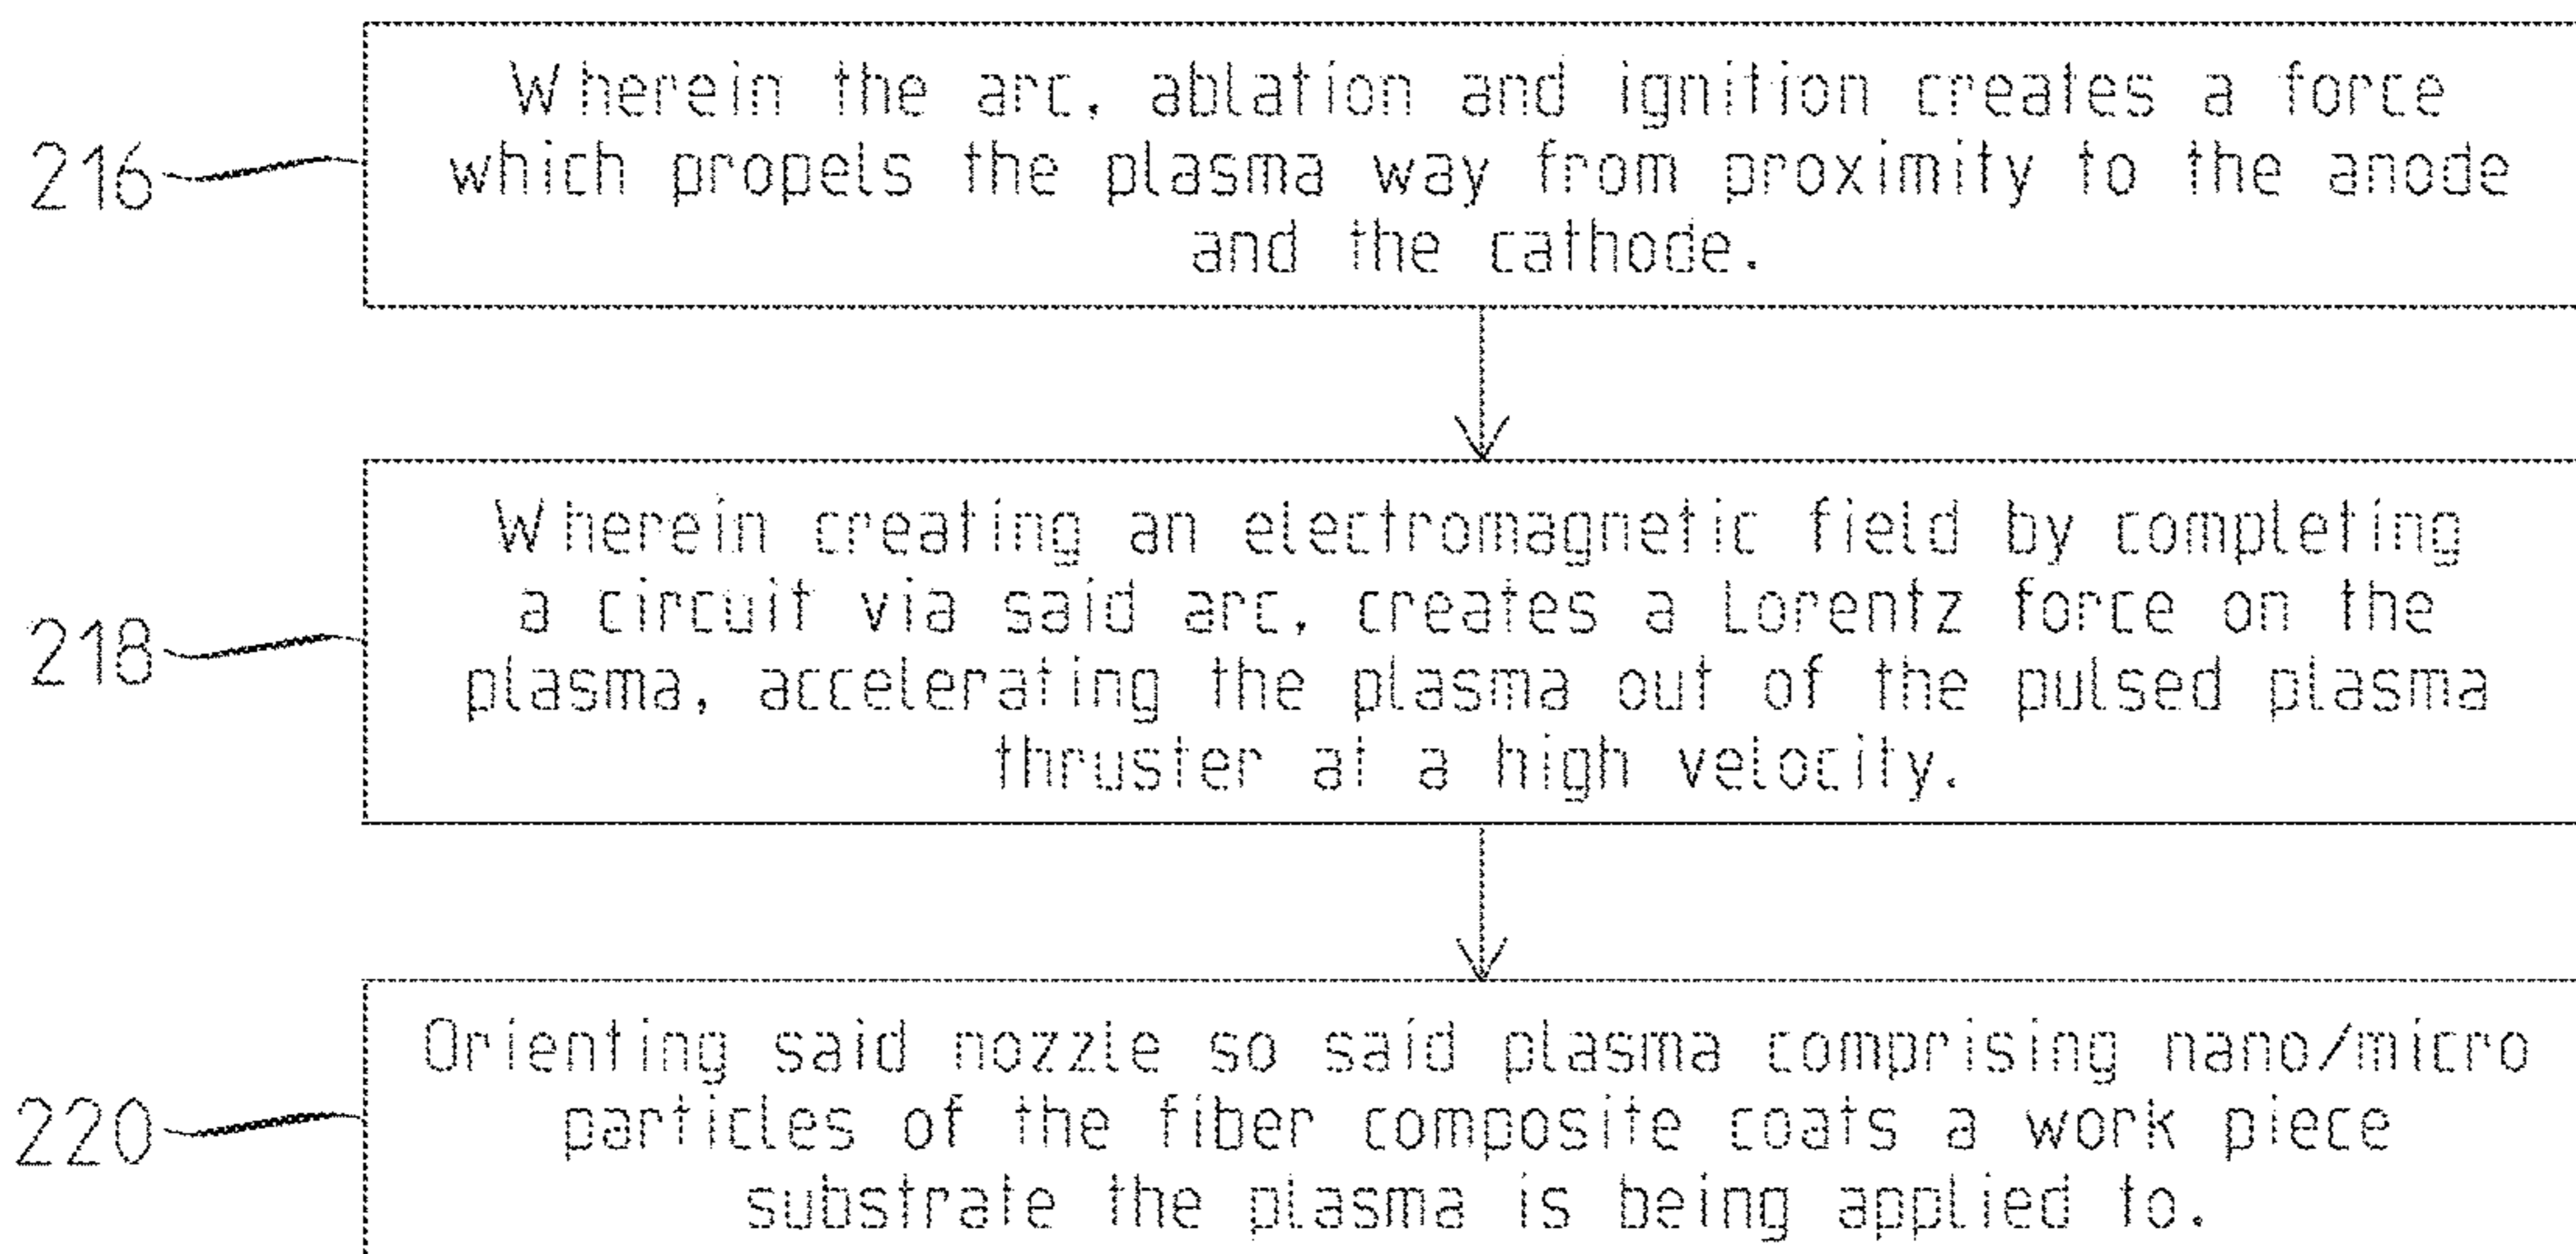 Wherein the arc, ablation and ignition creates a force
216
which propels the plasma way from proximity to the anode
and the cathode.
Wherein creating an electromagnetic field by completing
a circuit via said arc, creates a Lorentz force on the
218
plasma, accelerating the plasma out of the pulsed plasma
thruster at a high velocity.
Orienting said nozzle so said plasma comprising nano/micro
220
particles of the fiber composite coats a work piece
substrate the plasma is being applied to.